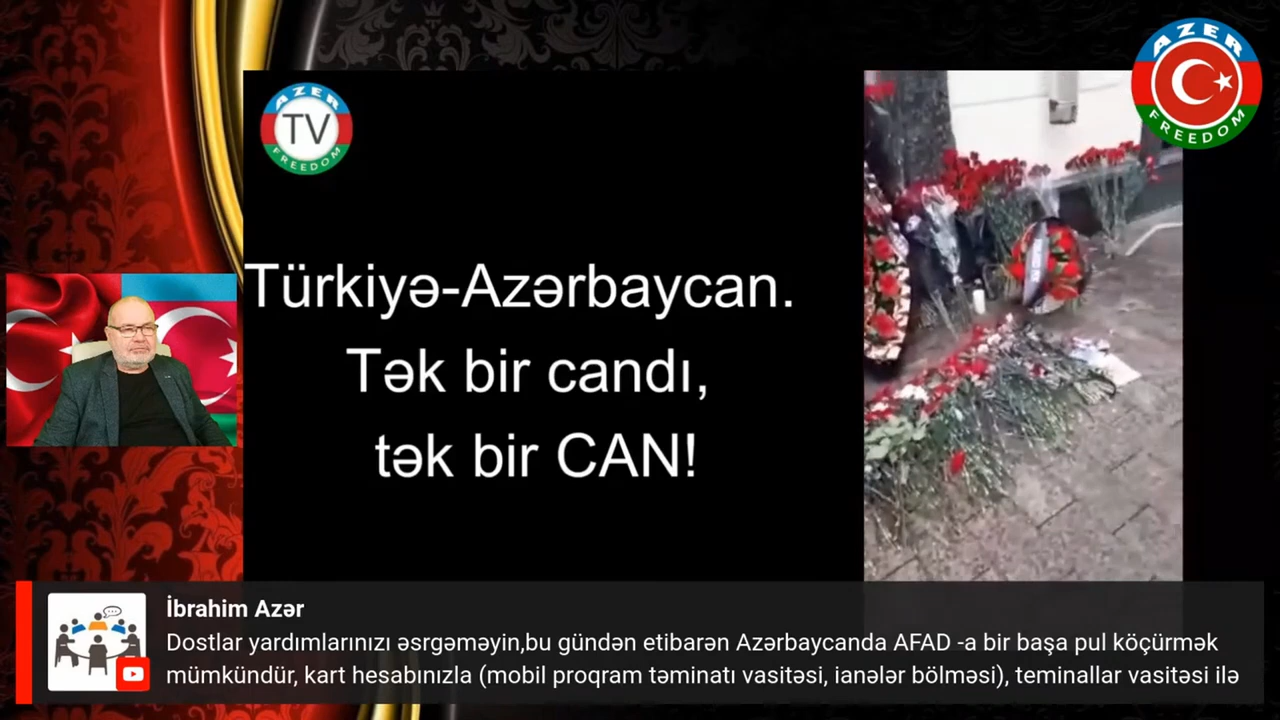 AZER
TV
FREEDOM
AZER
FREEDOM
Türkiyə-Azərbaycan.
Tək bir candı,
tək bir CAN!
İbrahim Azər
Dostlar yardımlarınızı əsrgəməyin,bu gündən etibarən Azərbaycanda AFAD -a bir başa pul köçürmək
mümkündür, kart hesabınızla (mobil proqram təminatı vasitəsi, ianələr bölməsi), teminallar vasitəsi ilə